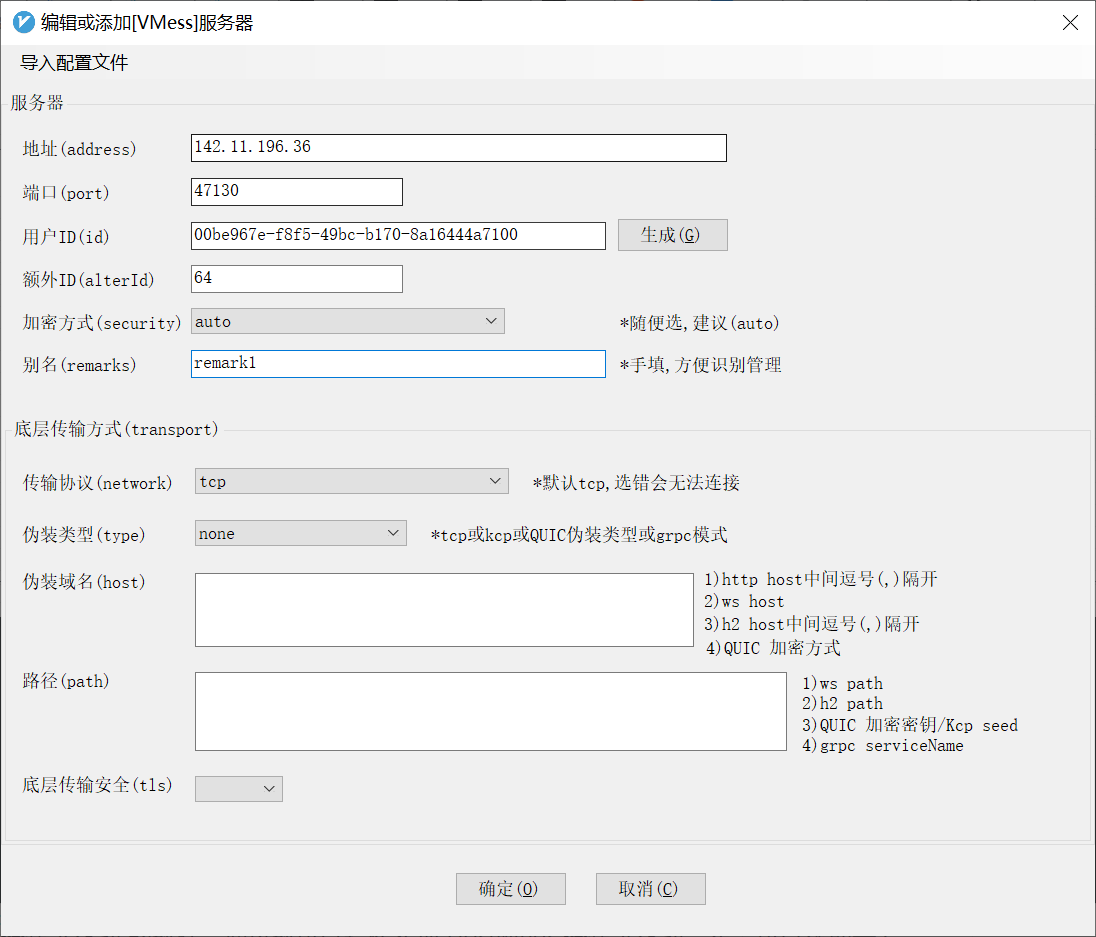 编辑或添加[VMess]服务器
导入配置文件
服务器
地址(address) 142.11.196.36
端口(port) 47130
用户ID(id) 00be967e-f8f5-49bc-b170-8a16444a7100 生成(G)
额外ID(alterId) 64
加密方式(security) auto *随便选,建议(auto)
别名(remarks) remark1 *手填,方便识别管理
底层传输方式(transport)
传输协议(network) tcp *默认tcp,选错会无法连接
伪装类型(type) none *tcp或kcp或QUIC伪装类型或grpc模式
伪装域名(host)
1)http host中间逗号(,)隔开
2)ws host
3)h2 host中间逗号(,)隔开
4)QUIC 加密方式
路径(path)
1)ws path
2)h2 path
3)QUIC 加密密钥/Kcp seed
4)grpc serviceName
底层传输安全(tls)
确定(O) 取消(C)